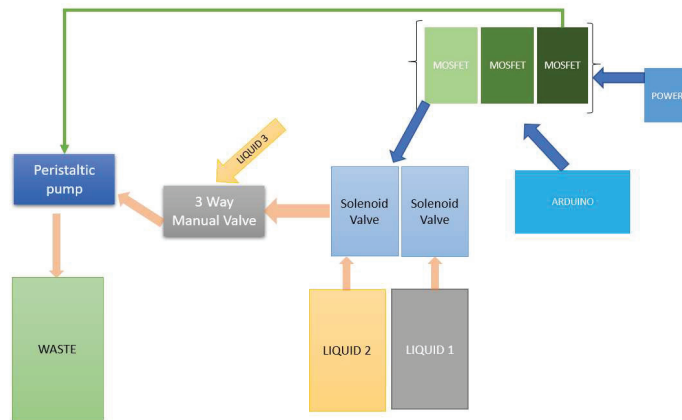 MOSFET MOSFET MOSFET
POWER
LIQUID 3
Peristaltic
pump
3 Way
Manual Valve
Solenoid
Valve
Solenoid
Valve
ARDUINO
WASTE
LIQUID 2
LIQUID 1